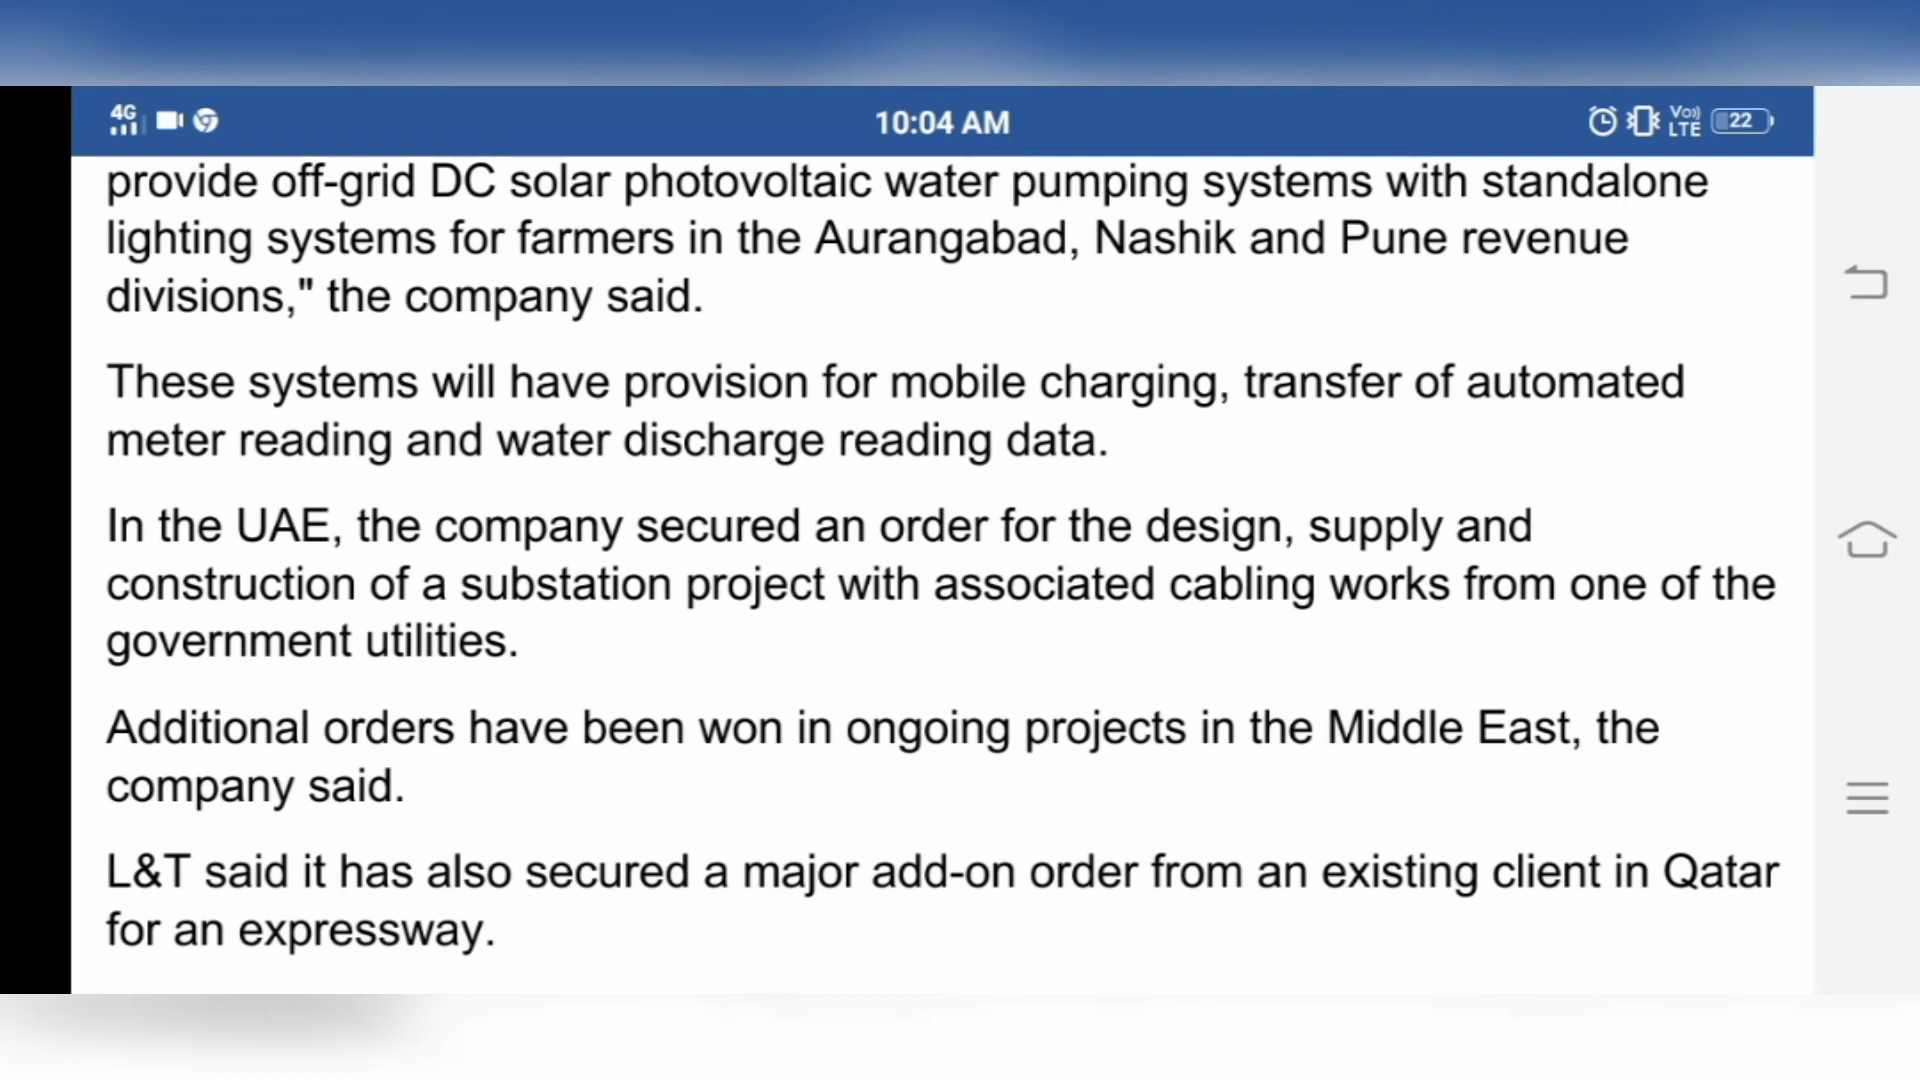 4G 10:04 AM Vo)) LTE 22
provide off-grid DC solar photovoltaic water pumping systems with standalone
lighting systems for farmers in the Aurangabad, Nashik and Pune revenue
divisions," the company said.
These systems will have provision for mobile charging, transfer of automated
meter reading and water discharge reading data.
In the UAE, the company secured an order for the design, supply and
construction of a substation project with associated cabling works from one of the
government utilities.
Additional orders have been won in ongoing projects in the Middle East, the
company said.
L&T said it has also secured a major add-on order from an existing client in Qatar
for an expressway.